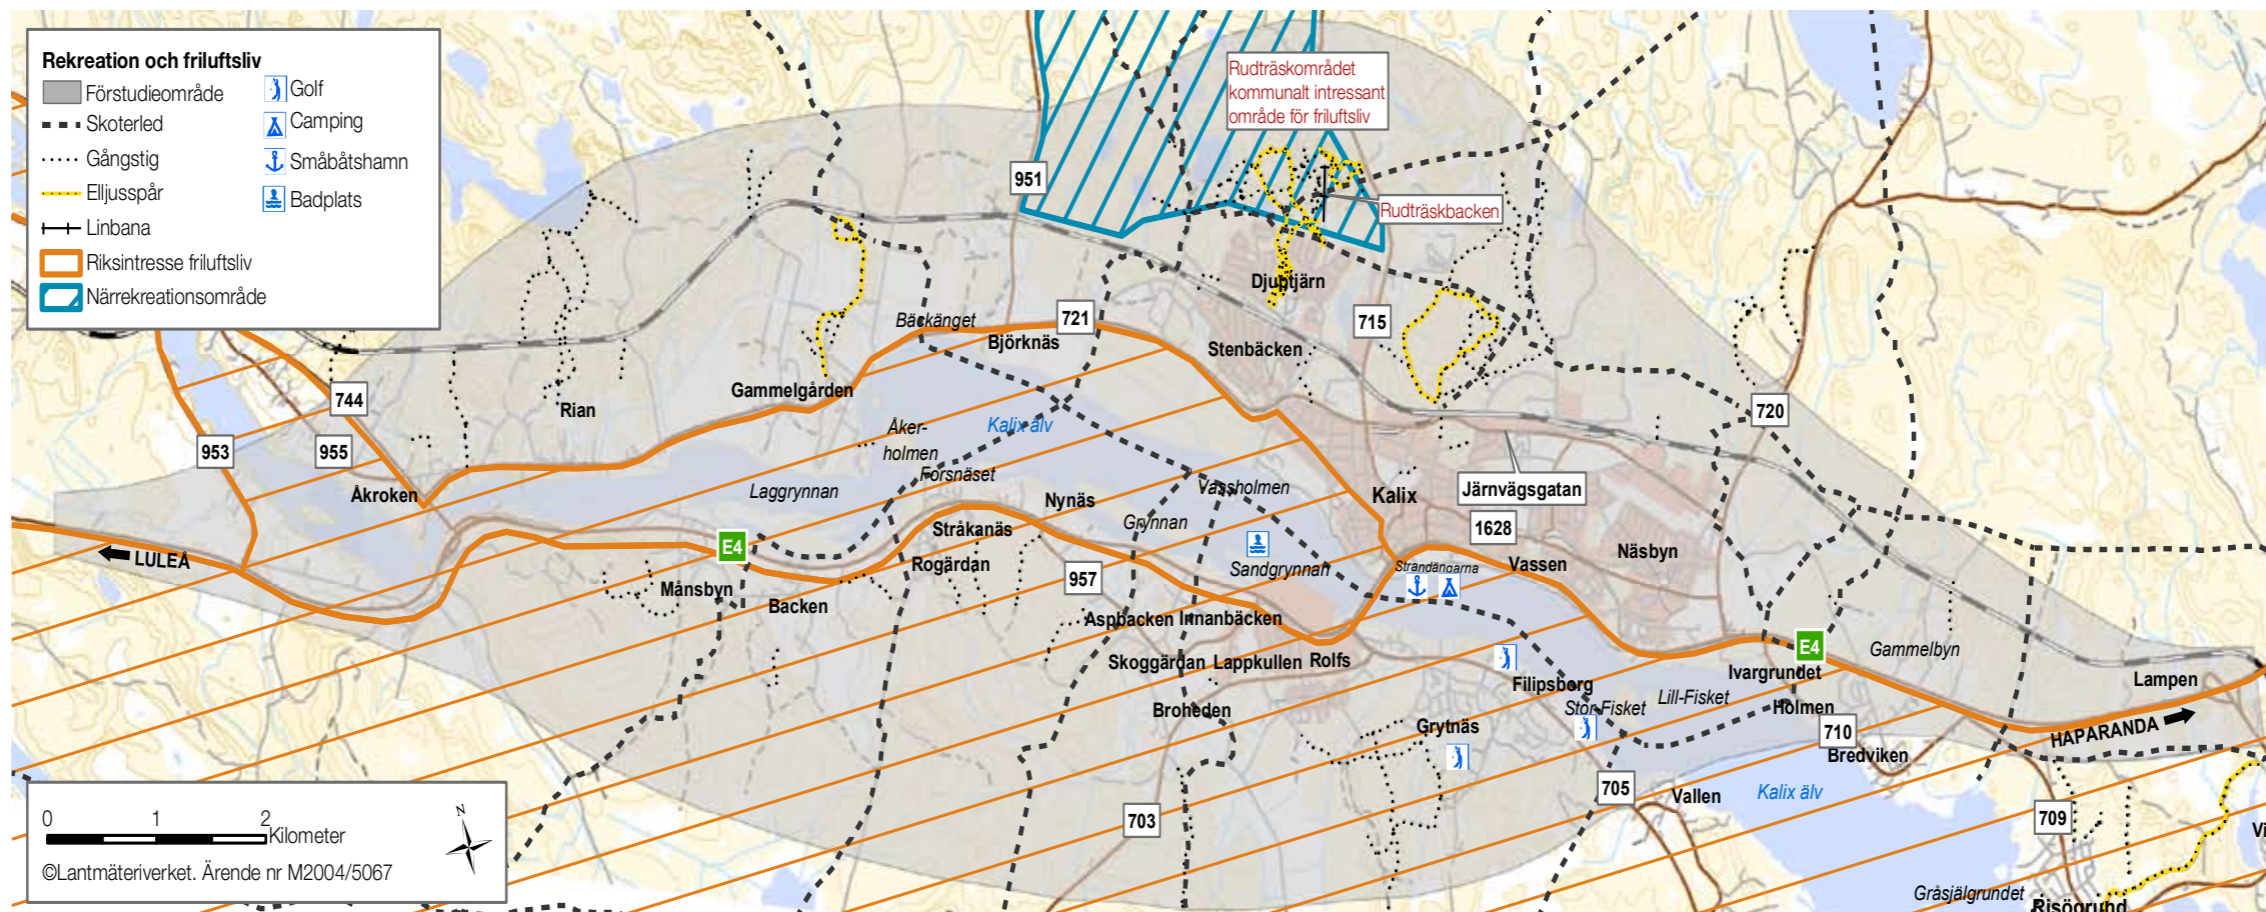 Rekreation och friluftsliv
Förstudieområde
Skoterled
Gångstig
Elljusspår
Linbana
Riksintresse friluftsliv
Närrekreationsområde
Golf
Camping
Småbåtshamn
Badplats
Rudträskområdet
kommunalt intressant
område för friluftsliv
951
Rudträskbacken
Djuptjärn
715
721
Bäckänget
Björknäs
Stenbäcken
Gammelgården
Rian
744
953
955
720
Åker-
holmen
Kalix älv
Forsnäset
Laggrynnan
Åkroken
Nynäs
Vassholmen
Kalix
Järnvägsgatan
Grynnan
1628
Stråkanäs
LULEÅ
E4
Rogärdan
957
Sandgrynnan
Strandängarna
Vassen
Näsbyn
Månsbyn
Backen
Aspbacken
Innanbäcken
Skoggärdan
Lappkullen
Rolfs
E4
Gammelbyn
Ivargrundet
Filipsborg
Lill-Fisket
Stor-Fisket
Holmen
Lampen
Broheden
Grytnäs
710
HAPARANDA
Bredviken
705
Vallen
Kalix älv
703
709
Vi
Gråsjälgrundet
Risögrund
0
1
2
Kilometer
N
©Lantmäteriverket. Ärende nr M2004/5067